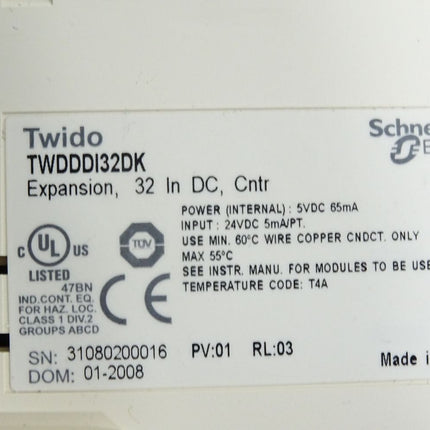 Twido
TWDDDI32DK
Expansion, 32 In DC, Cntr
POWER (INTERNAL) : 5VDC 65mA
INPUT : 24VDC 5mA/PT.
USE MIN. 60°C WIRE COPPER CNDCT. ONLY
MAX 55°C
SEE INSTR. MANU. FOR MODULES TO BE USE
TEMPERATURE CODE: T4A
C UL US
LISTED
47BN
IND.CONT. EQ.
FOR HAZ. LOC.
CLASS 1 DIV.2
GROUPS ABCD
TÜV
CE
SN: 31080200016 PV:01 RL:03
DOM: 01-2008
Made i
Schne